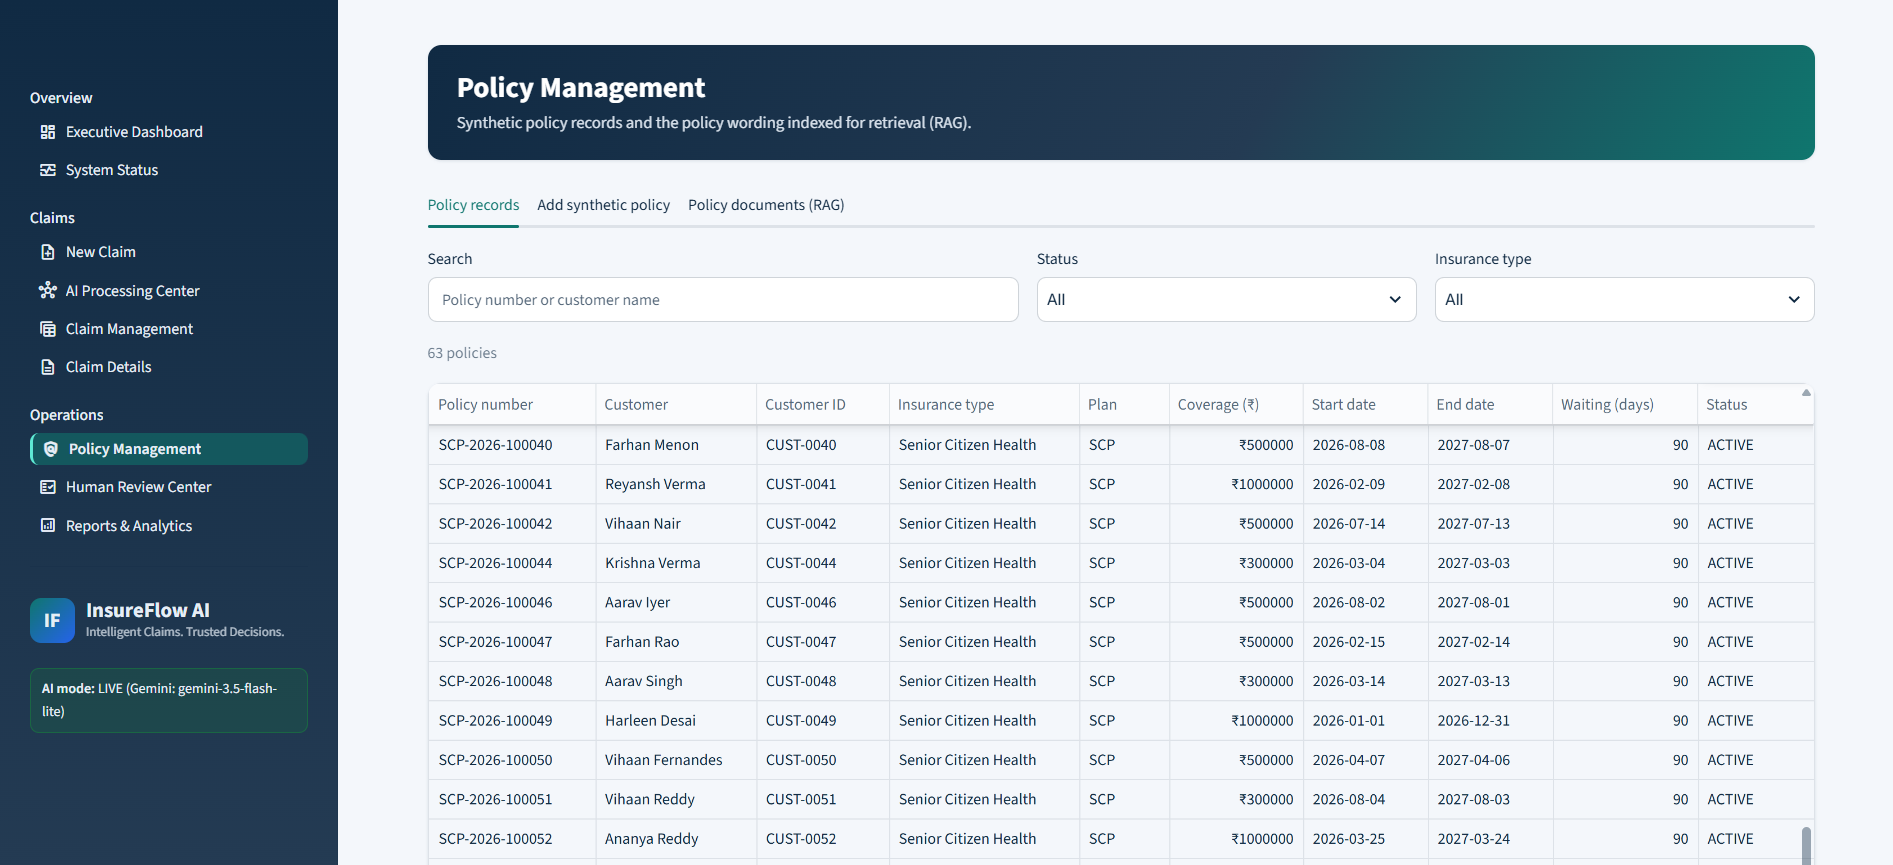 Overview
Executive Dashboard
System Status
Claims
New Claim
AI Processing Center
Claim Management
Claim Details
Operations
Policy Management
Human Review Center
Reports & Analytics
IF
InsureFlow AI
Intelligent Claims. Trusted Decisions.
AI mode: LIVE (Gemini: gemini-3.5-flash-
lite)
Policy Management
Synthetic policy records and the policy wording indexed for retrieval (RAG).
Policy records Add synthetic policy Policy documents (RAG)
Search Status Insurance type
Policy number or customer name All All
63 policies
Policy number Customer Customer ID Insurance type Plan Coverage (₹) Start date End date Waiting (days) Status
SCP-2026-100040 Farhan Menon CUST-0040 Senior Citizen Health SCP ₹500000 2026-08-08 2027-08-07 90 ACTIVE
SCP-2026-100041 Reyansh Verma CUST-0041 Senior Citizen Health SCP ₹1000000 2026-02-09 2027-02-08 90 ACTIVE
SCP-2026-100042 Vihaan Nair CUST-0042 Senior Citizen Health SCP ₹500000 2026-07-14 2027-07-13 90 ACTIVE
SCP-2026-100044 Krishna Verma CUST-0044 Senior Citizen Health SCP ₹300000 2026-03-04 2027-03-03 90 ACTIVE
SCP-2026-100046 Aarav Iyer CUST-0046 Senior Citizen Health SCP ₹500000 2026-08-02 2027-08-01 90 ACTIVE
SCP-2026-100047 Farhan Rao CUST-0047 Senior Citizen Health SCP ₹500000 2026-02-15 2027-02-14 90 ACTIVE
SCP-2026-100048 Aarav Singh CUST-0048 Senior Citizen Health SCP ₹300000 2026-03-14 2027-03-13 90 ACTIVE
SCP-2026-100049 Harleen Desai CUST-0049 Senior Citizen Health SCP ₹1000000 2026-01-01 2026-12-31 90 ACTIVE
SCP-2026-100050 Vihaan Fernandes CUST-0050 Senior Citizen Health SCP ₹500000 2026-04-07 2027-04-06 90 ACTIVE
SCP-2026-100051 Vihaan Reddy CUST-0051 Senior Citizen Health SCP ₹300000 2026-08-04 2027-08-03 90 ACTIVE
SCP-2026-100052 Ananya Reddy CUST-0052 Senior Citizen Health SCP ₹1000000 2026-03-25 2027-03-24 90 ACTIVE